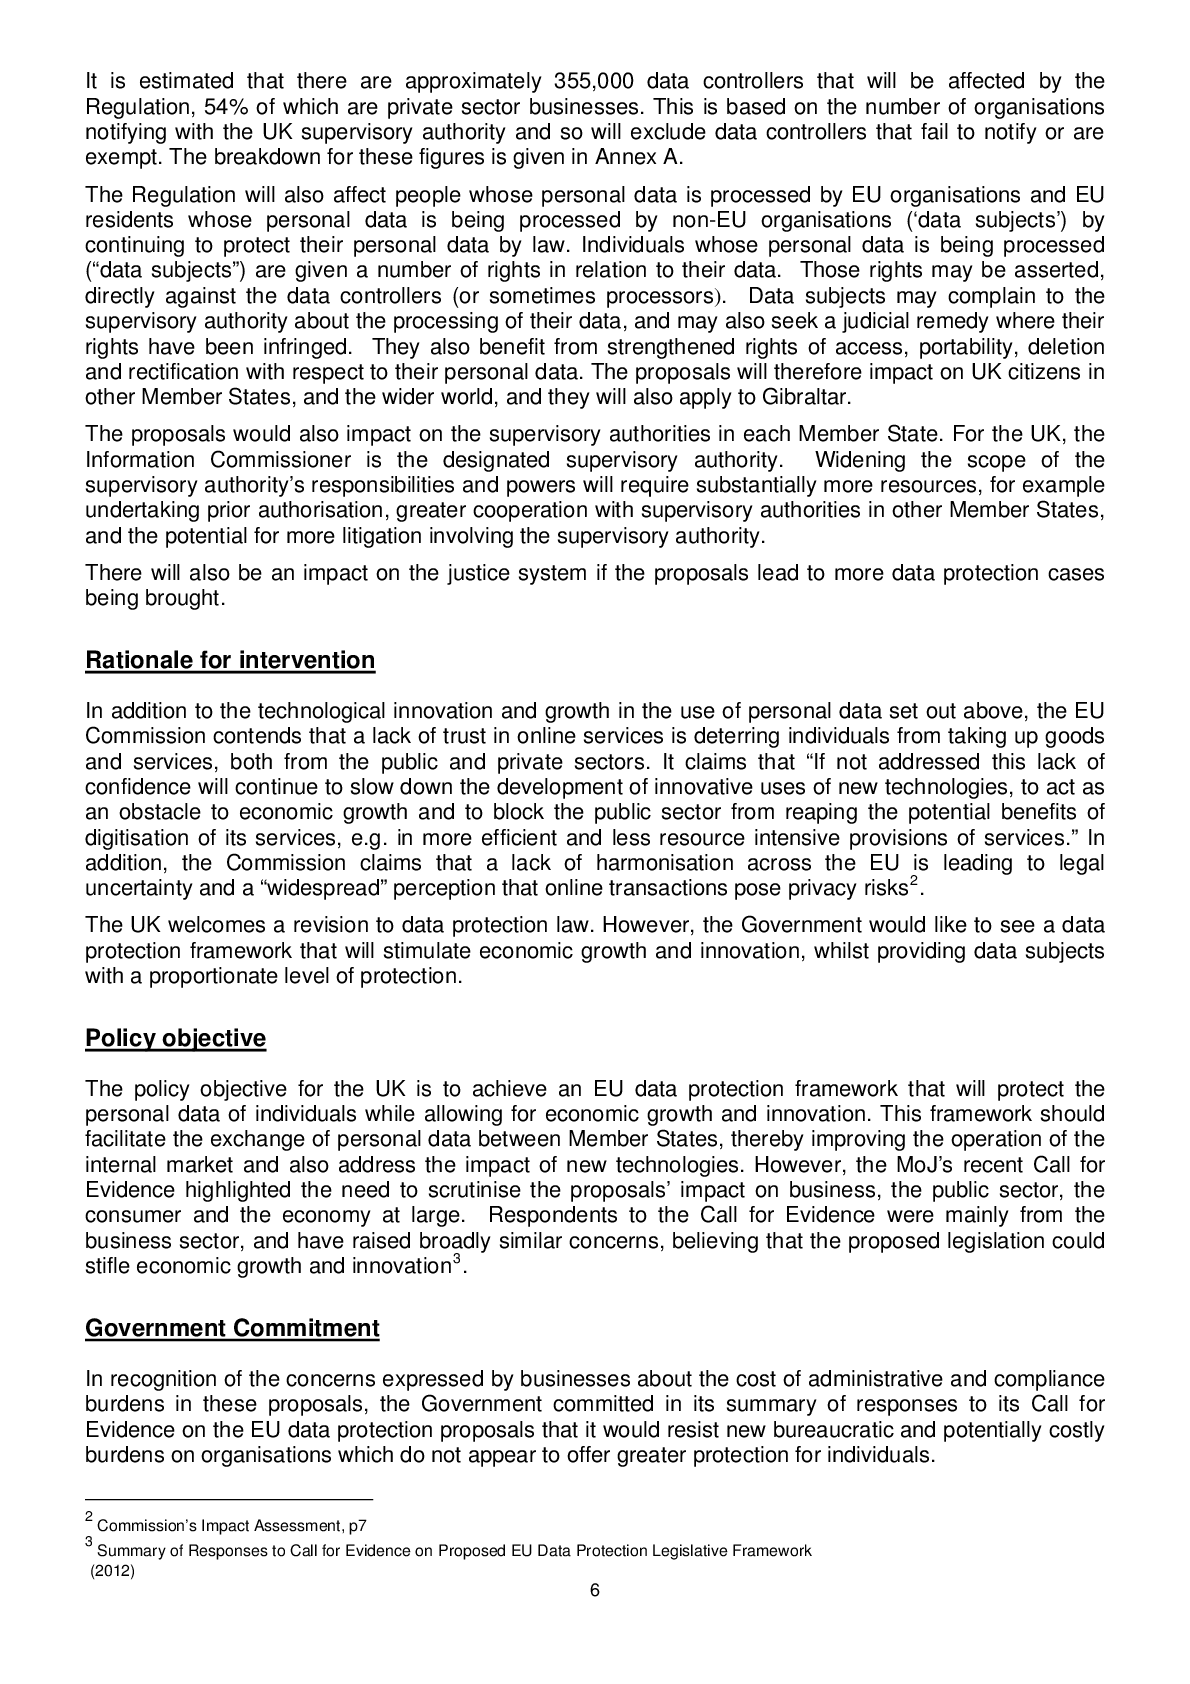 It is estimated that there are approximately 355,000 data controllers that will be affected by the
Regulation, 54% of which are private sector businesses. This is based on the number of organisations
notifying with the UK supervisory authority and so will exclude data controllers that fail to notify or are
exempt. The breakdown for these figures is given in Annex A.
The Regulation will also affect people whose personal data is processed by EU organisations and EU
residents whose personal data is being processed by non-EU organisations (‘data subjects’) by
continuing to protect their personal data by law. Individuals whose personal data is being processed
(“data subjects”) are given a number of rights in relation to their data. Those rights may be asserted,
directly against the data controllers (or sometimes processors). Data subjects may complain to the
supervisory authority about the processing of their data, and may also seek a judicial remedy where their
rights have been infringed. They also benefit from strengthened rights of access, portability, deletion
and rectification with respect to their personal data. The proposals will therefore impact on UK citizens in
other Member States, and the wider world, and they will also apply to Gibraltar.
The proposals would also impact on the supervisory authorities in each Member State. For the UK, the
Information Commissioner is the designated supervisory authority. Widening the scope of the
supervisory authority’s responsibilities and powers will require substantially more resources, for example
undertaking prior authorisation, greater cooperation with supervisory authorities in other Member States,
and the potential for more litigation involving the supervisory authority.
There will also be an impact on the justice system if the proposals lead to more data protection cases
being brought.
Rationale for intervention
In addition to the technological innovation and growth in the use of personal data set out above, the EU
Commission contends that a lack of trust in online services is deterring individuals from taking up goods
and services, both from the public and private sectors. It claims that “If not addressed this lack of
confidence will continue to slow down the development of innovative uses of new technologies, to act as
an obstacle to economic growth and to block the public sector from reaping the potential benefits of
digitisation of its services, e.g. in more efficient and less resource intensive provisions of services.” In
addition, the Commission claims that a lack of harmonisation across the EU is leading to legal
uncertainty and a “widespread” perception that online transactions pose privacy risks2.
The UK welcomes a revision to data protection law. However, the Government would like to see a data
protection framework that will stimulate economic growth and innovation, whilst providing data subjects
with a proportionate level of protection.
Policy objective
The policy objective for the UK is to achieve an EU data protection framework that will protect the
personal data of individuals while allowing for economic growth and innovation. This framework should
facilitate the exchange of personal data between Member States, thereby improving the operation of the
internal market and also address the impact of new technologies. However, the MoJ’s recent Call for
Evidence highlighted the need to scrutinise the proposals’ impact on business, the public sector, the
consumer and the economy at large. Respondents to the Call for Evidence were mainly from the
business sector, and have raised broadly similar concerns, believing that the proposed legislation could
stifle economic growth and innovation3.
Government Commitment
In recognition of the concerns expressed by businesses about the cost of administrative and compliance
burdens in these proposals, the Government committed in its summary of responses to its Call for
Evidence on the EU data protection proposals that it would resist new bureaucratic and potentially costly
burdens on organisations which do not appear to offer greater protection for individuals.
2 Commission’s Impact Assessment, p7
3 Summary of Responses to Call for Evidence on Proposed EU Data Protection Legislative Framework
(2012)
6